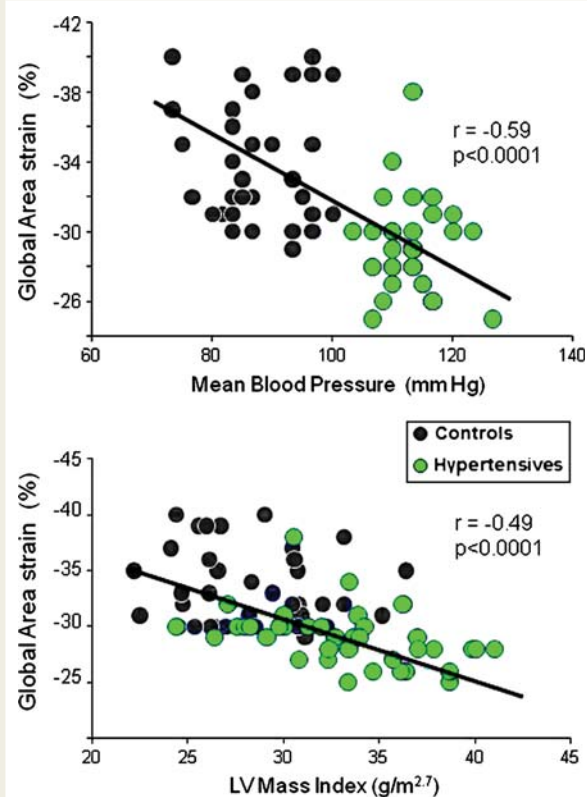 -42
-38
-34
-30
-26
Global Area strain (%)
r = -0.59
p<0.0001
60 80 100 120 140
Mean Blood Pressure (mm Hg)
Controls
Hypertensives
-45
-40
-35
-30
-25
Global Area strain (%)
r = -0.49
p<0.0001
20 25 30 35 40 45
LV Mass Index (g/m2.7)